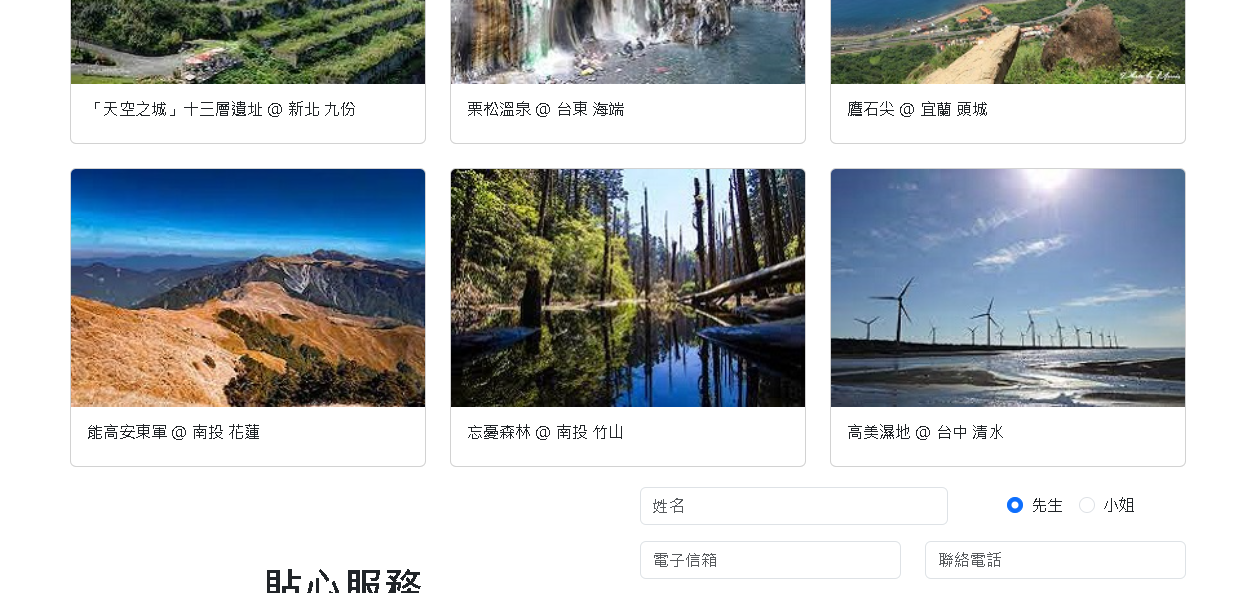 「天空之城」十三層遺址 @ 新北 九份
栗松溫泉 @ 台東 海端
鷹石尖 @ 宜蘭 頭城
能高安東軍 @ 南投 花蓮
忘憂森林 @ 南投 竹山
高美濕地 @ 台中 清水
姓名
先生 小姐
電子信箱
聯絡電話
貼心服務